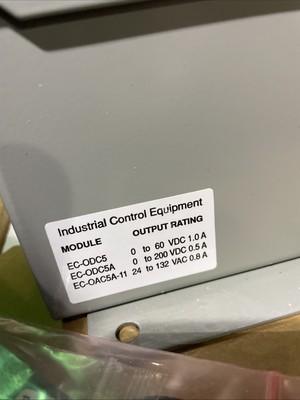 Industrial Control Equipment
MODULE OUTPUT RATING
EC-ODC5 0 to 60 VDC 1.0 A
EC-ODC5A 0 to 200 VDC 0.5 A
EC-OAC5A-11 24 to 132 VAC 0.8 A